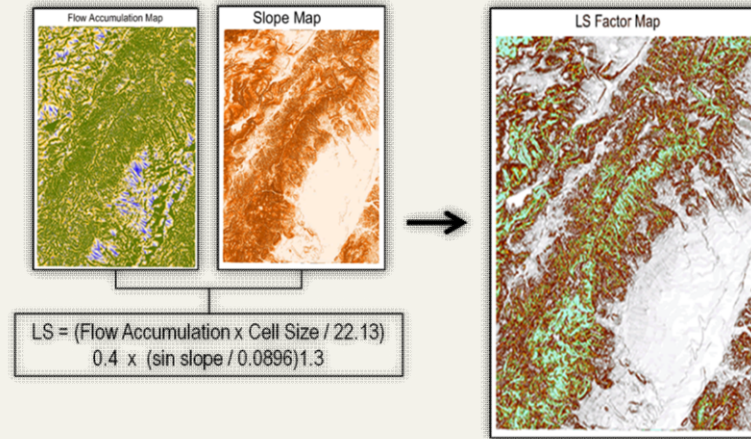 Flow Accumulation Map
Slope Map
LS Factor Map
LS = (Flow Accumulation x Cell Size / 22.13)
0.4 x (sin slope / 0.0896)1.3